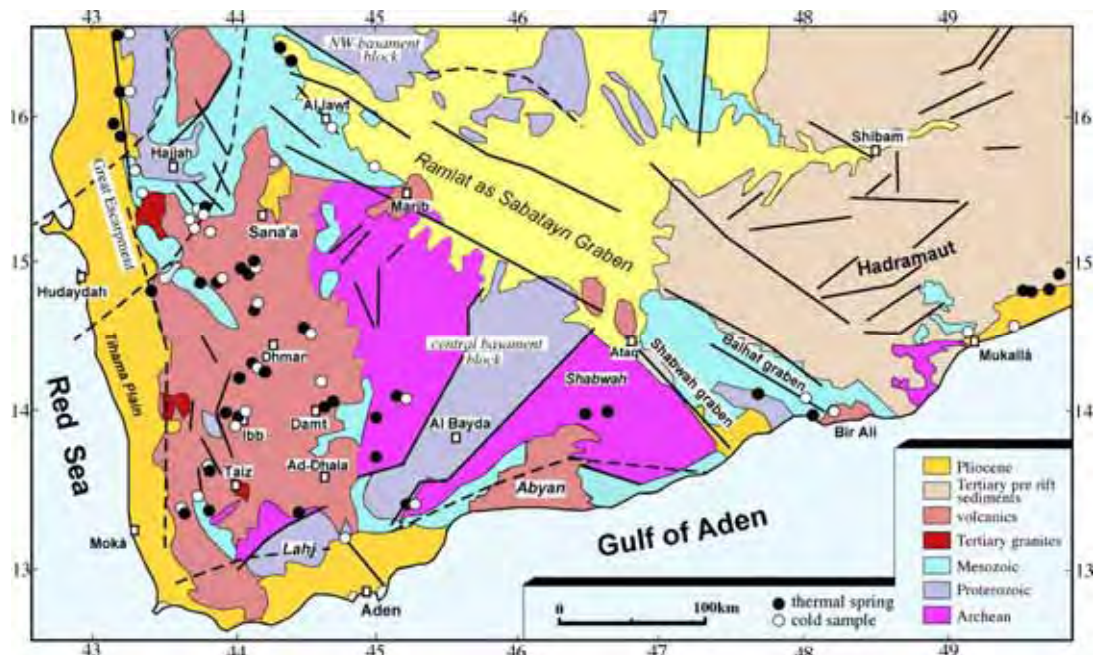 43 44 45 46 47 48 49
NW-basament
block
16
Al jawf
16
Shibam
Hajjah
Great Escarpment
Ramlat as Sabatayn Graben
Marib
Sana'a
15
Hadramaut
15
Hudaydah
Tihama Plain
Dhmar
central basament
block
Ataq
Balhaf graben
Mukallā
Shabwah
Shabwah graben
14
Damt
14
Ibb
Al Bayda
Bir Ali
Red Sea
Taiz
Ad-Dhala
Abyan
Pliocene
Tertiary pre rift
sediments
volcanics
Tertiary granites
Mesozoic
Proterozoic
Archean
Mokā
Gulf of Aden
Lahj
13
13
Aden
0 100km
thermal spring
cold sample
43 44 45 46 47 48 49